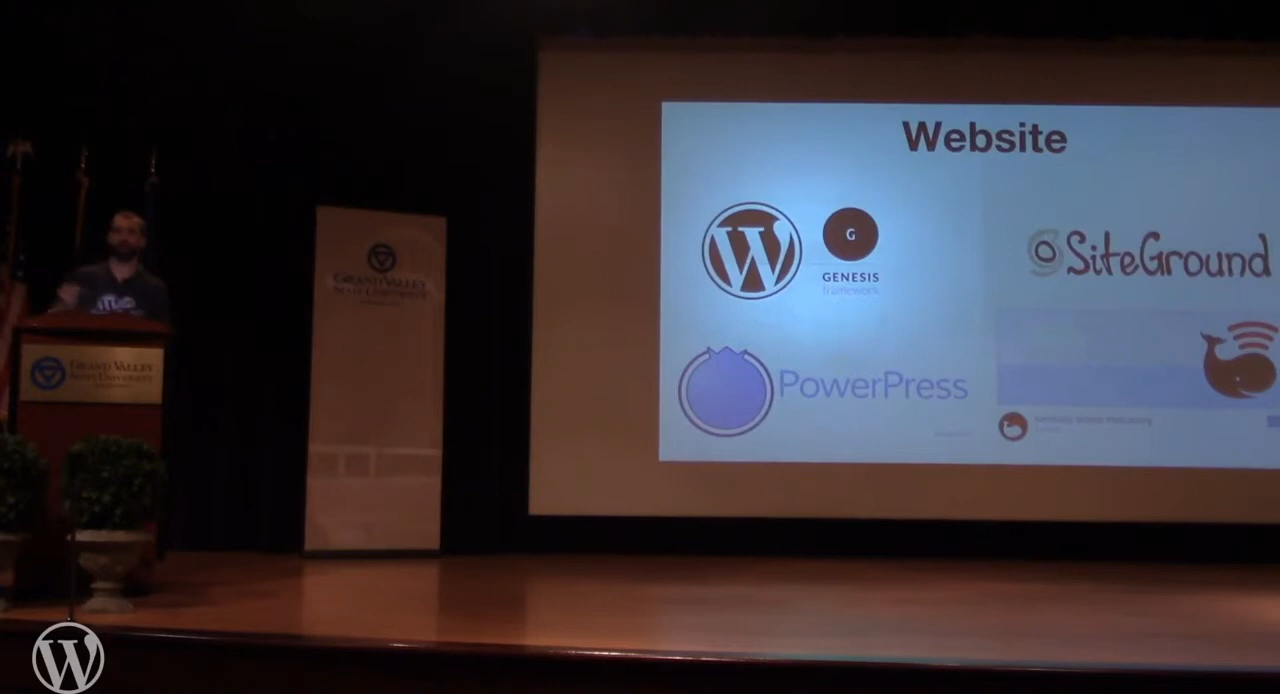 Website
G
GENESIS
framework
SiteGround
PowerPress
GRAND VALLEY
STATE UNIVERSITY
GRAND VALLEY
STATE UNIVERSITY